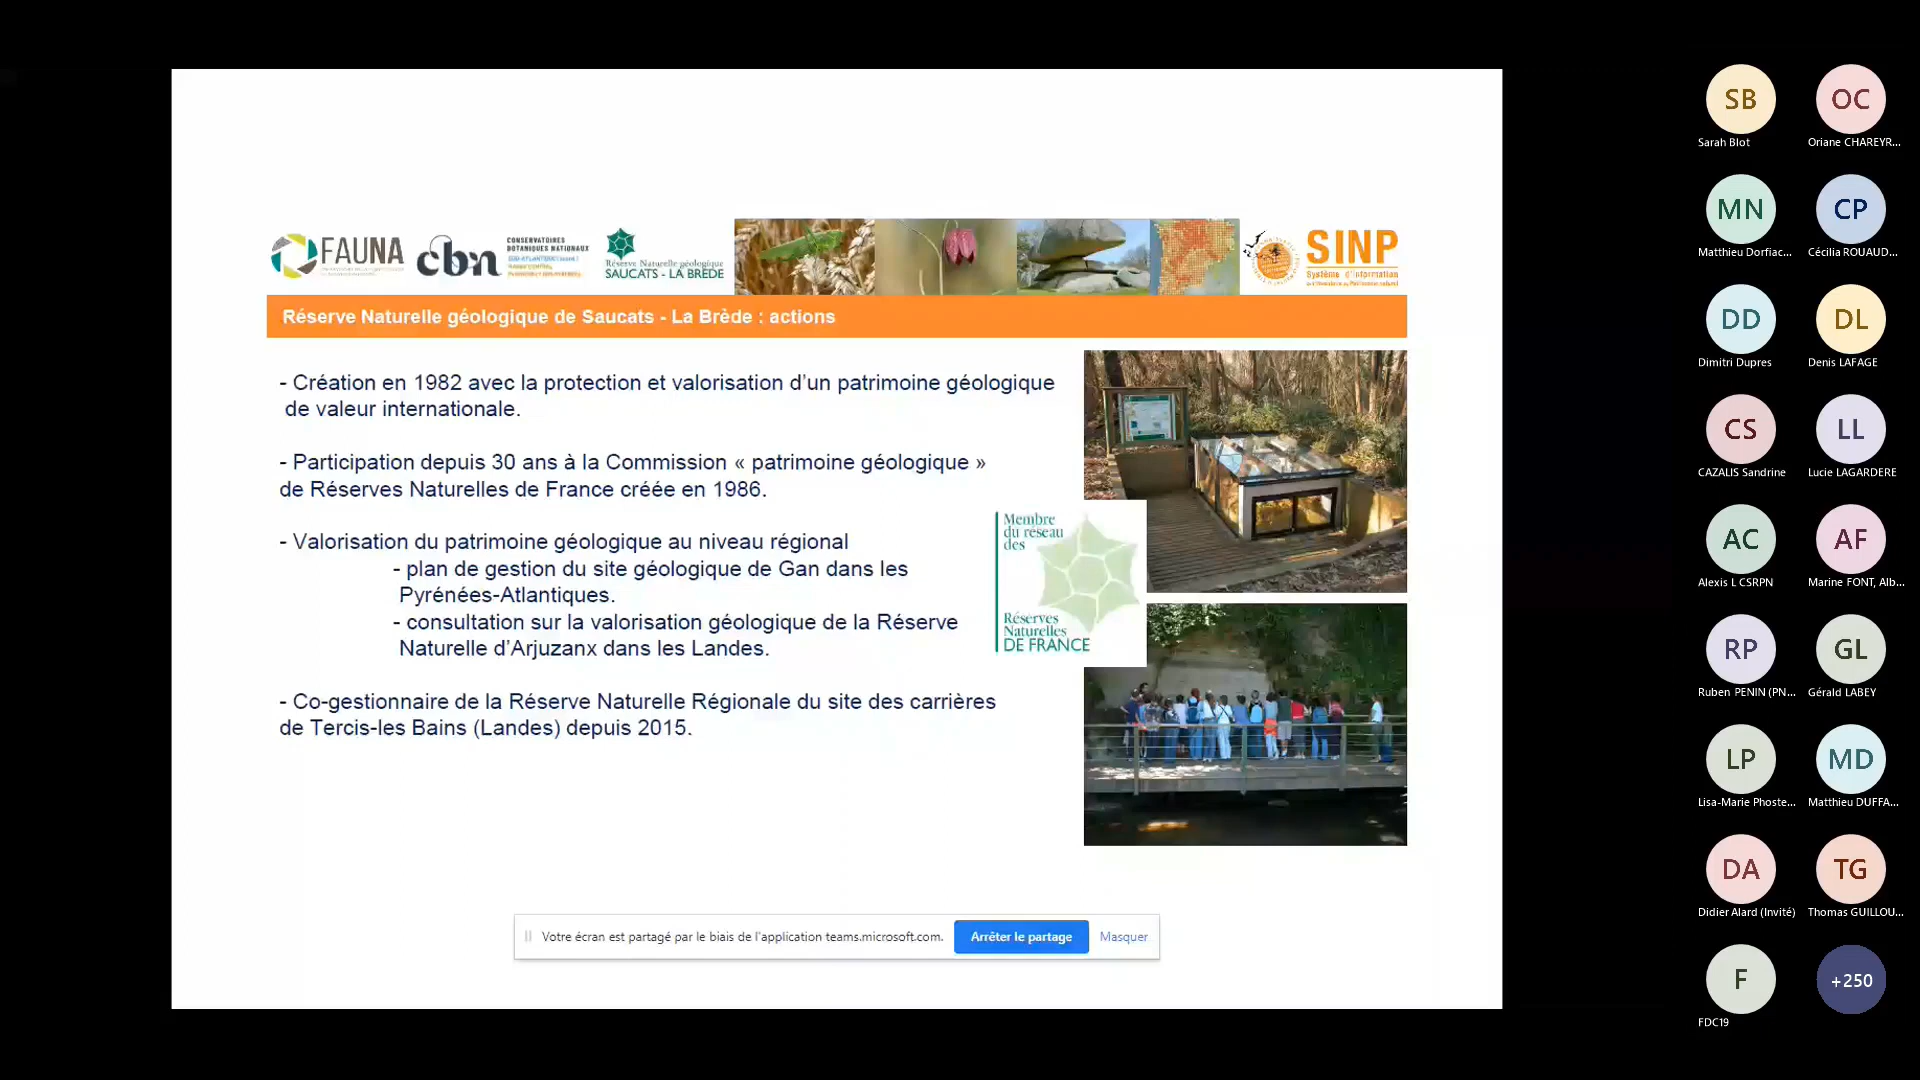 FAUNA
cbn
CONSERVATOIRES
BOTANIQUES NATIONAUX
Réserve Naturelle géologique
SAUCATS - LA BRÈDE
SINP
Système d'Information
de l'Inventaire du Patrimoine naturel
Réserve Naturelle géologique de Saucats - La Brède : actions
- Création en 1982 avec la protection et valorisation d'un patrimoine géologique
de valeur internationale.
- Participation depuis 30 ans à la Commission « patrimoine géologique »
de Réserves Naturelles de France créée en 1986.
- Valorisation du patrimoine géologique au niveau régional
- plan de gestion du site géologique de Gan dans les
Pyrénées-Atlantiques.
- consultation sur la valorisation géologique de la Réserve
Naturelle d'Arjuzanx dans les Landes.
- Co-gestionnaire de la Réserve Naturelle Régionale du site des carrières
de Tercis-les Bains (Landes) depuis 2015.
Membre
du réseau
des
Réserves
Naturelles
DE FRANCE
Votre écran est partagé par le biais de l'application teams.microsoft.com.
Arrêter le partage
Masquer
SB
Sarah Blot
OC
Oriane CHAREYR...
MN
Matthieu Dorfiac...
CP
Cécilia ROUAUD...
DD
Dimitri Dupres
DL
Denis LAFAGE
CS
CAZALIS Sandrine
LL
Lucie LAGARDERE
AC
Alexis L CSRPN
AF
Marine FONT, Alb...
RP
Ruben PENIN (PN...
GL
Gérald LABEY
LP
Lisa-Marie Phoste...
MD
Matthieu DUFFA...
DA
Didier Alard (Invité)
TG
Thomas GUILLOU...
F
FDC19
+250